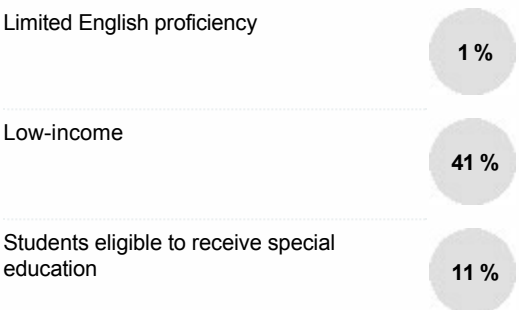 Limited English proficiency
1 %
Low-income
41 %
Students eligible to receive special
education
11 %